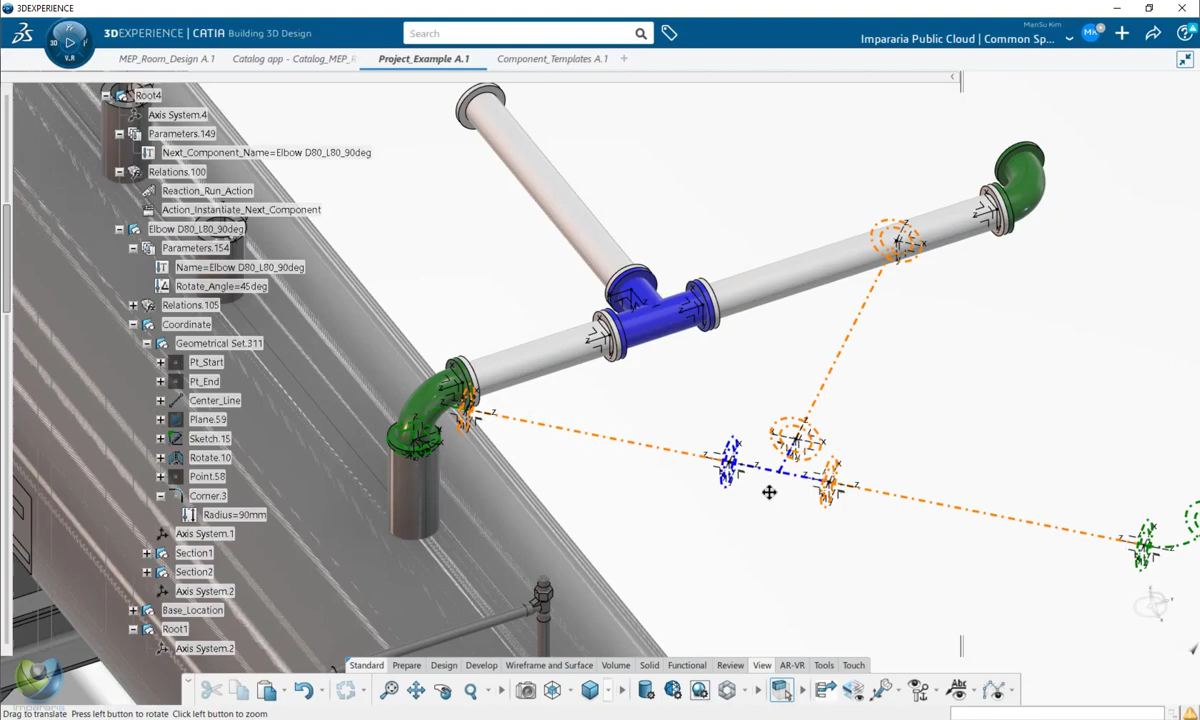 3DEXPERIENCE
3DEXPERIENCE | CATIA Building 3D Design
Search
ManSu Kim
Impararia Public Cloud | Common Sp...
MK
3D
V.R
MEP_Room_Design A.1
Catalog app - Catalog_MEP_R
Project_Example A.1
Component_Templates A.1
Root4
Axis System.4
Parameters.149
Next_Component_Name=Elbow D80_L80_90deg
Relations.100
Reaction_Run_Action
Action_Instantiate_Next_Component
Elbow D80_L80_90deg
Parameters.154
Name=Elbow D80_L80_90deg
Rotate_Angle=45deg
Relations.105
Coordinate
Geometrical Set.311
Pt_Start
Pt_End
Center_Line
Plane.59
Sketch.15
Rotate.10
Point.58
Corner.3
Radius=90mm
Axis System.1
Section1
Section2
Axis System.2
Base_Location
Root1
Axis System.2
Standard Prepare Design Develop Wireframe and Surface Volume Solid Functional Review View AR-VR Tools Touch
Drag to translate Press left button to rotate Click left button to zoom